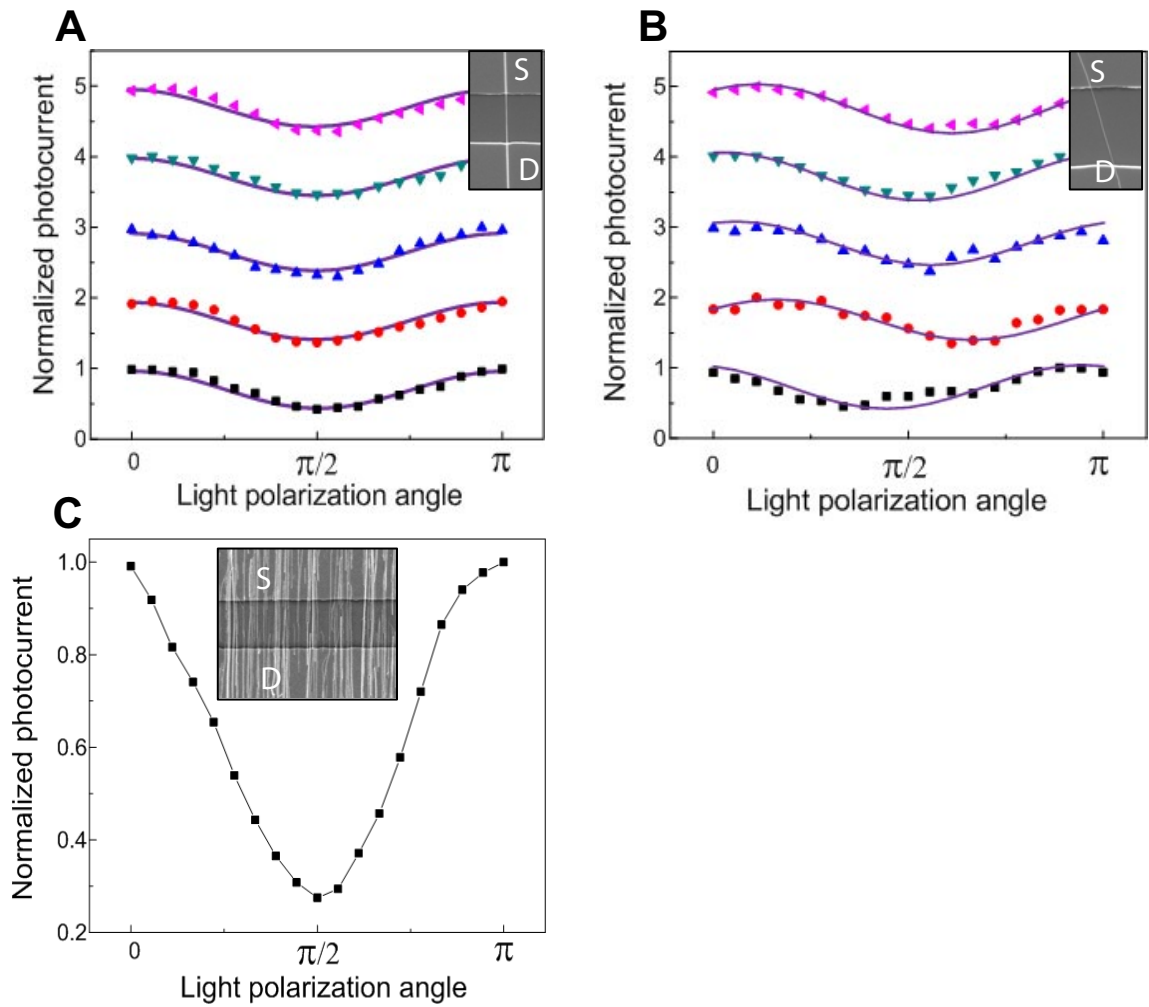 A
Normalized photocurrent
5
4
3
2
1
0
0
π/2
π
Light polarization angle
S
D
B
Normalized photocurrent
5
4
3
2
1
0
0
π/2
π
Light polarization angle
S
D
C
Normalized photocurrent
1.0
0.8
0.6
0.4
0.2
0
π/2
π
Light polarization angle
S
D